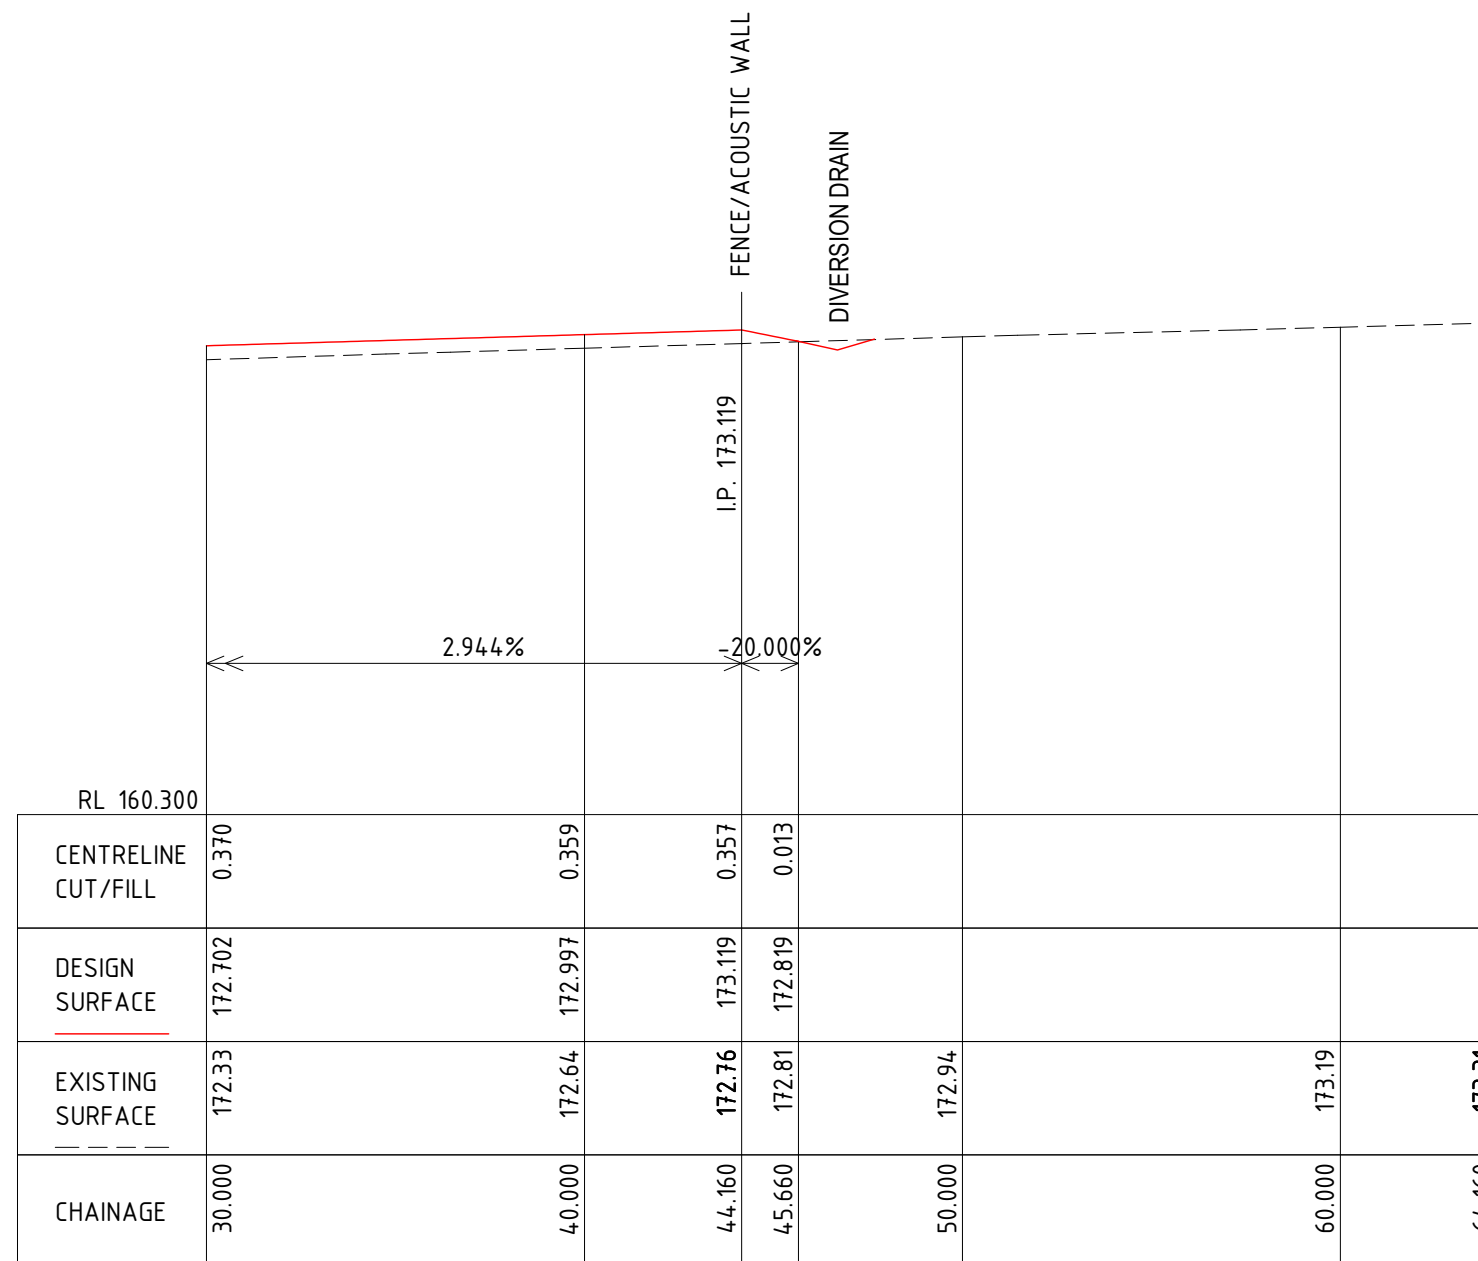 FENCE/ACOUSTIC WALL
DIVERSION DRAIN
I.P. 173.119
2.944%
-20.000%
RL 160.300
CENTRELINE
CUT/FILL
0.370
0.359
0.357
0.013
DESIGN
SURFACE
172.702
172.997
173.119
172.819
EXISTING
SURFACE
172.33
172.64
172.76
172.81
172.94
173.19
CHAINAGE
30.000
40.000
44.160
45.660
50.000
60.000